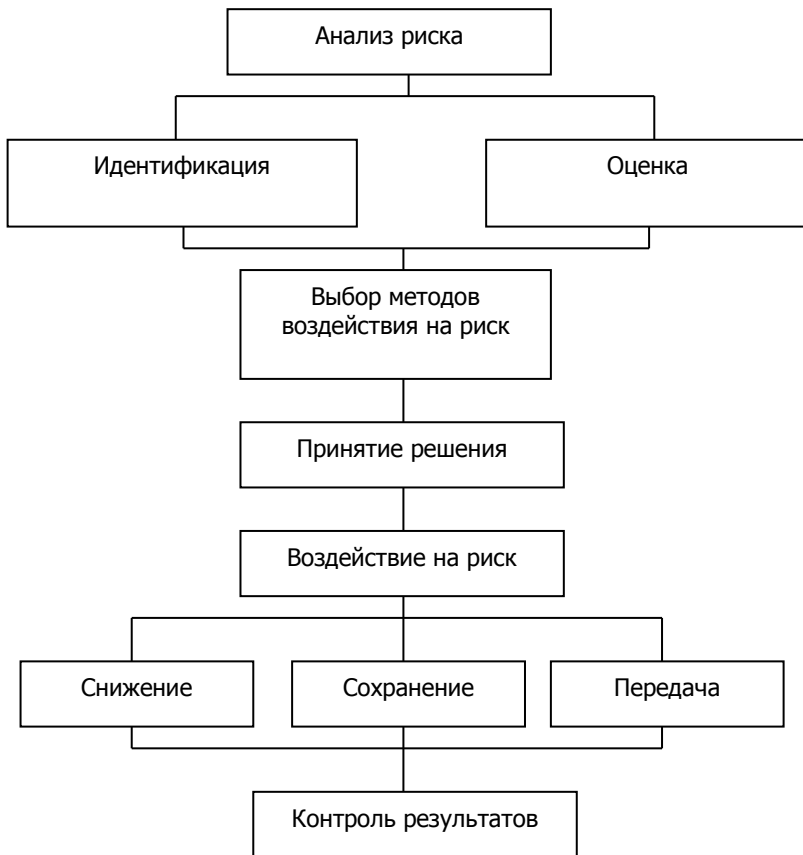 Анализ риска
Идентификация
Оценка
Выбор методов
воздействия на риск
Принятие решения
Воздействие на риск
Снижение
Сохранение
Передача
Контроль результатов